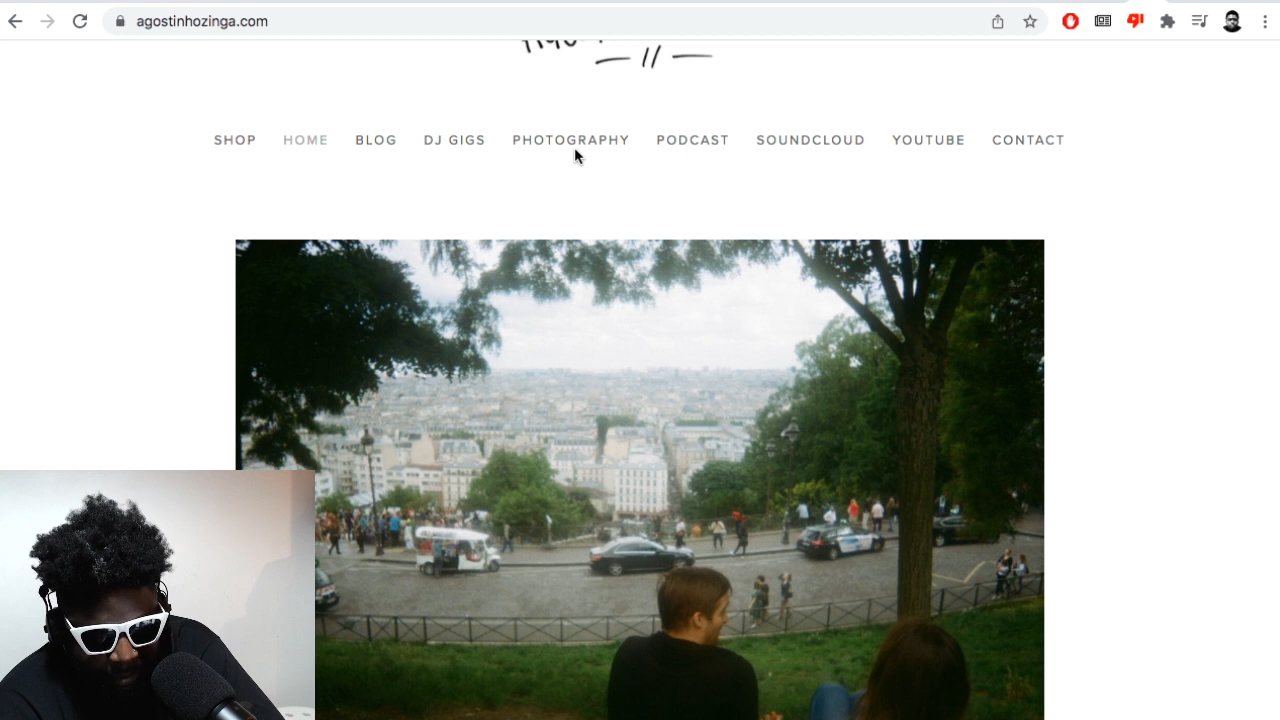 agostinhozinga.com
SHOP HOME BLOG DJ GIGS PHOTOGRAPHY PODCAST SOUNDCLOUD YOUTUBE CONTACT